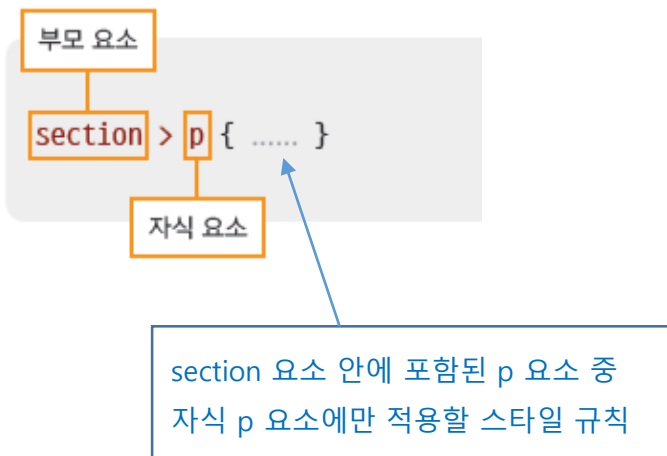 부모 요소
section > p { ...... }
자식 요소
section 요소 안에 포함된 p 요소 중
자식 p 요소에만 적용할 스타일 규칙